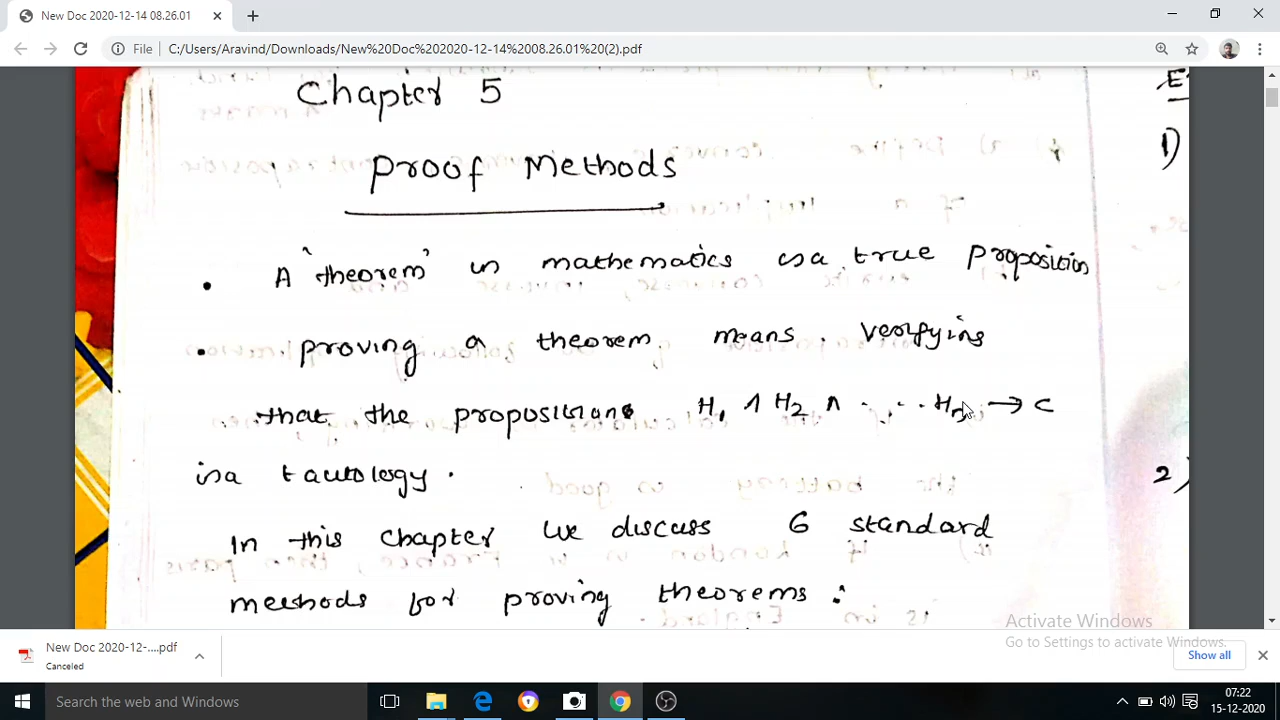 New Doc 2020-12-14 08.26.01
File C:/Users/Aravind/Downloads/New%20Doc%202020-12-14%2008.26.01%20(2).pdf
Chapter 5
Proof Methods
• A 'theorem' in mathematics is a true proposition
• proving a theorem means verifying
that the propositions H1 ∧ H2 ∧ ..... Hn → C
is a tautology.
In this chapter we discuss 6 standard
methods for proving theorems :
1)
2)
Activate Windows
Go to Settings to activate Windows.
New Doc 2020-12-....pdf
Canceled
Show all
Search the web and Windows
07:22
15-12-2020